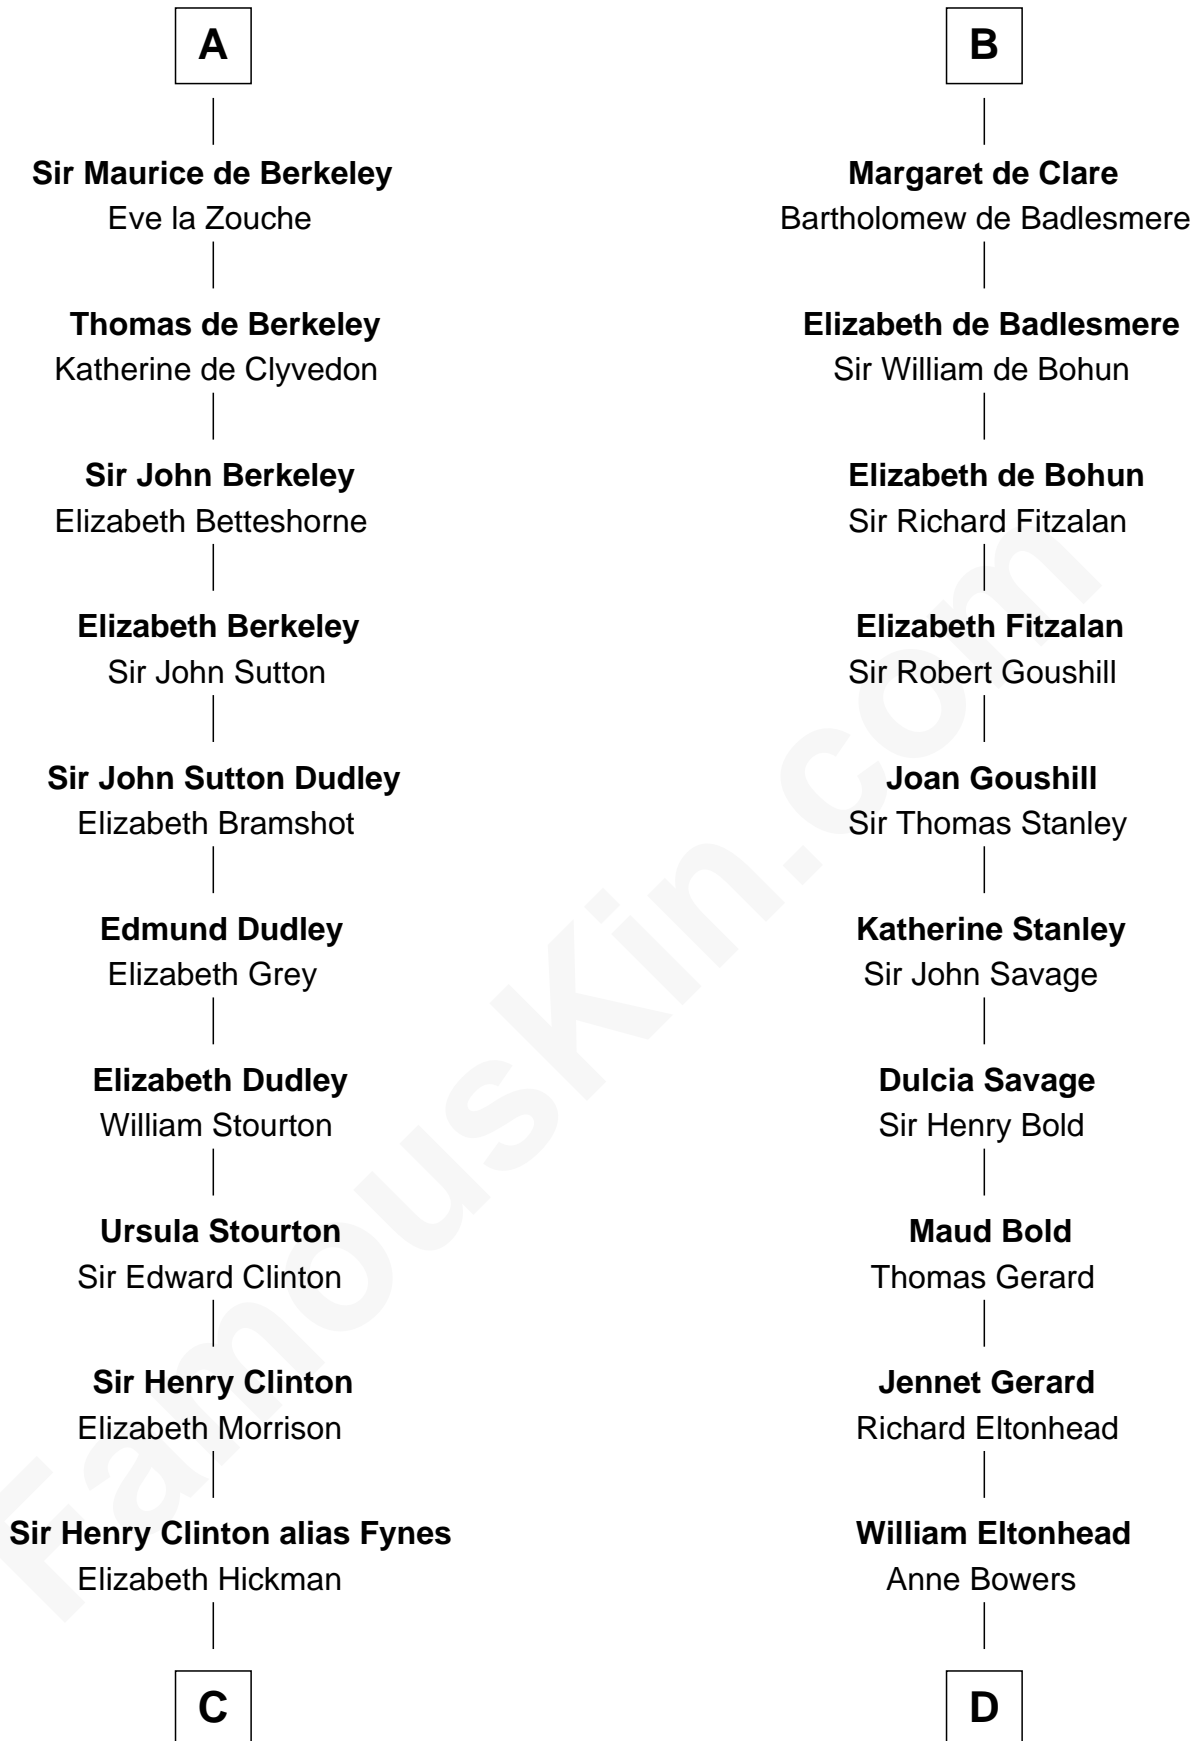 A
Sir Maurice de Berkeley
Eve la Zouche
Thomas de Berkeley
Katherine de Clyvedon
Sir John Berkeley
Elizabeth Betteshorne
Elizabeth Berkeley
Sir John Sutton
Sir John Sutton Dudley
Elizabeth Bramshot
Edmund Dudley
Elizabeth Grey
Elizabeth Dudley
William Stourton
Ursula Stourton
Sir Edward Clinton
Sir Henry Clinton
Elizabeth Morrison
Sir Henry Clinton alias Fynes
Elizabeth Hickman
C
B
Margaret de Clare
Bartholomew de Badlesmere
Elizabeth de Badlesmere
Sir William de Bohun
Elizabeth de Bohun
Sir Richard Fitzalan
Elizabeth Fitzalan
Sir Robert Goushill
Joan Goushill
Sir Thomas Stanley
Katherine Stanley
Sir John Savage
Dulcia Savage
Sir Henry Bold
Maud Bold
Thomas Gerard
Jennet Gerard
Richard Eltonhead
William Eltonhead
Anne Bowers
D
FamousKin.com